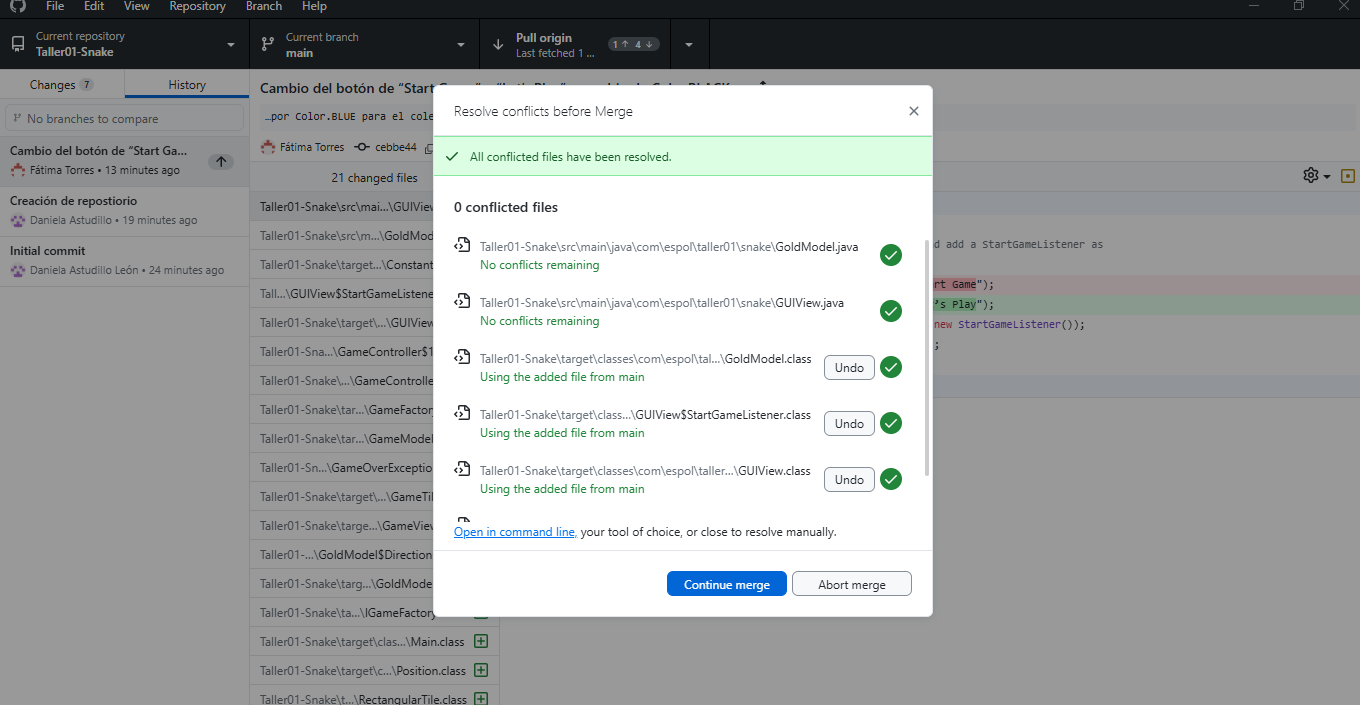 File Edit View Repository Branch Help
Current repository
Taller01-Snake
Current branch
main
Pull origin
Last fetched 1 ...
1 4
Changes 7
History
No branches to compare
Cambio del botón de “Start Ga...
Fátima Torres • 13 minutes ago
Creación de repostiorio
Daniela Astudillo • 19 minutes ago
Initial commit
Daniela Astudillo León • 24 minutes ago
Cambio del botón de “Start
...por Color.BLUE para el cole
Fátima Torres cebbe44
21 changed files
Taller01-Snake\src\mai...\GUIView
Taller01-Snake\src\m...\GoldMod
Taller01-Snake\target...\Constant
Tall...\GUIView$StartGameListene
Taller01-Snake\target\...\GUIView
Taller01-Sna...\GameController$1
Taller01-Snake\...\GameControlle
Taller01-Snake\tar...\GameFactory
Taller01-Snake\tar...\GameModel
Taller01-Sn...\GameOverExceptio
Taller01-Snake\target\...\GameTil
Taller01-Snake\targe...\GameView
Taller01-...\GoldModel$Direction
Taller01-Snake\targ...\GoldMode
Taller01-Snake\ta...\IGameFactory
Taller01-Snake\target\clas...\Main.class
Taller01-Snake\target\c...\Position.class
Taller01-Snake\t...\RectangularTile.class
d add a StartGameListener as
rt Game");
’s Play");
new StartGameListener());
;
Resolve conflicts before Merge
All conflicted files have been resolved.
0 conflicted files
Taller01-Snake\src\main\java\com\espol\taller01\snake\GoldModel.java
No conflicts remaining
Taller01-Snake\src\main\java\com\espol\taller01\snake\GUIView.java
No conflicts remaining
Taller01-Snake\target\classes\com\espol\tal...\GoldModel.class
Using the added file from main
Undo
Taller01-Snake\target\class...\GUIView$StartGameListener.class
Using the added file from main
Undo
Taller01-Snake\target\classes\com\espol\taller...\GUIView.class
Using the added file from main
Undo
Open in command line, your tool of choice, or close to resolve manually.
Continue merge
Abort merge